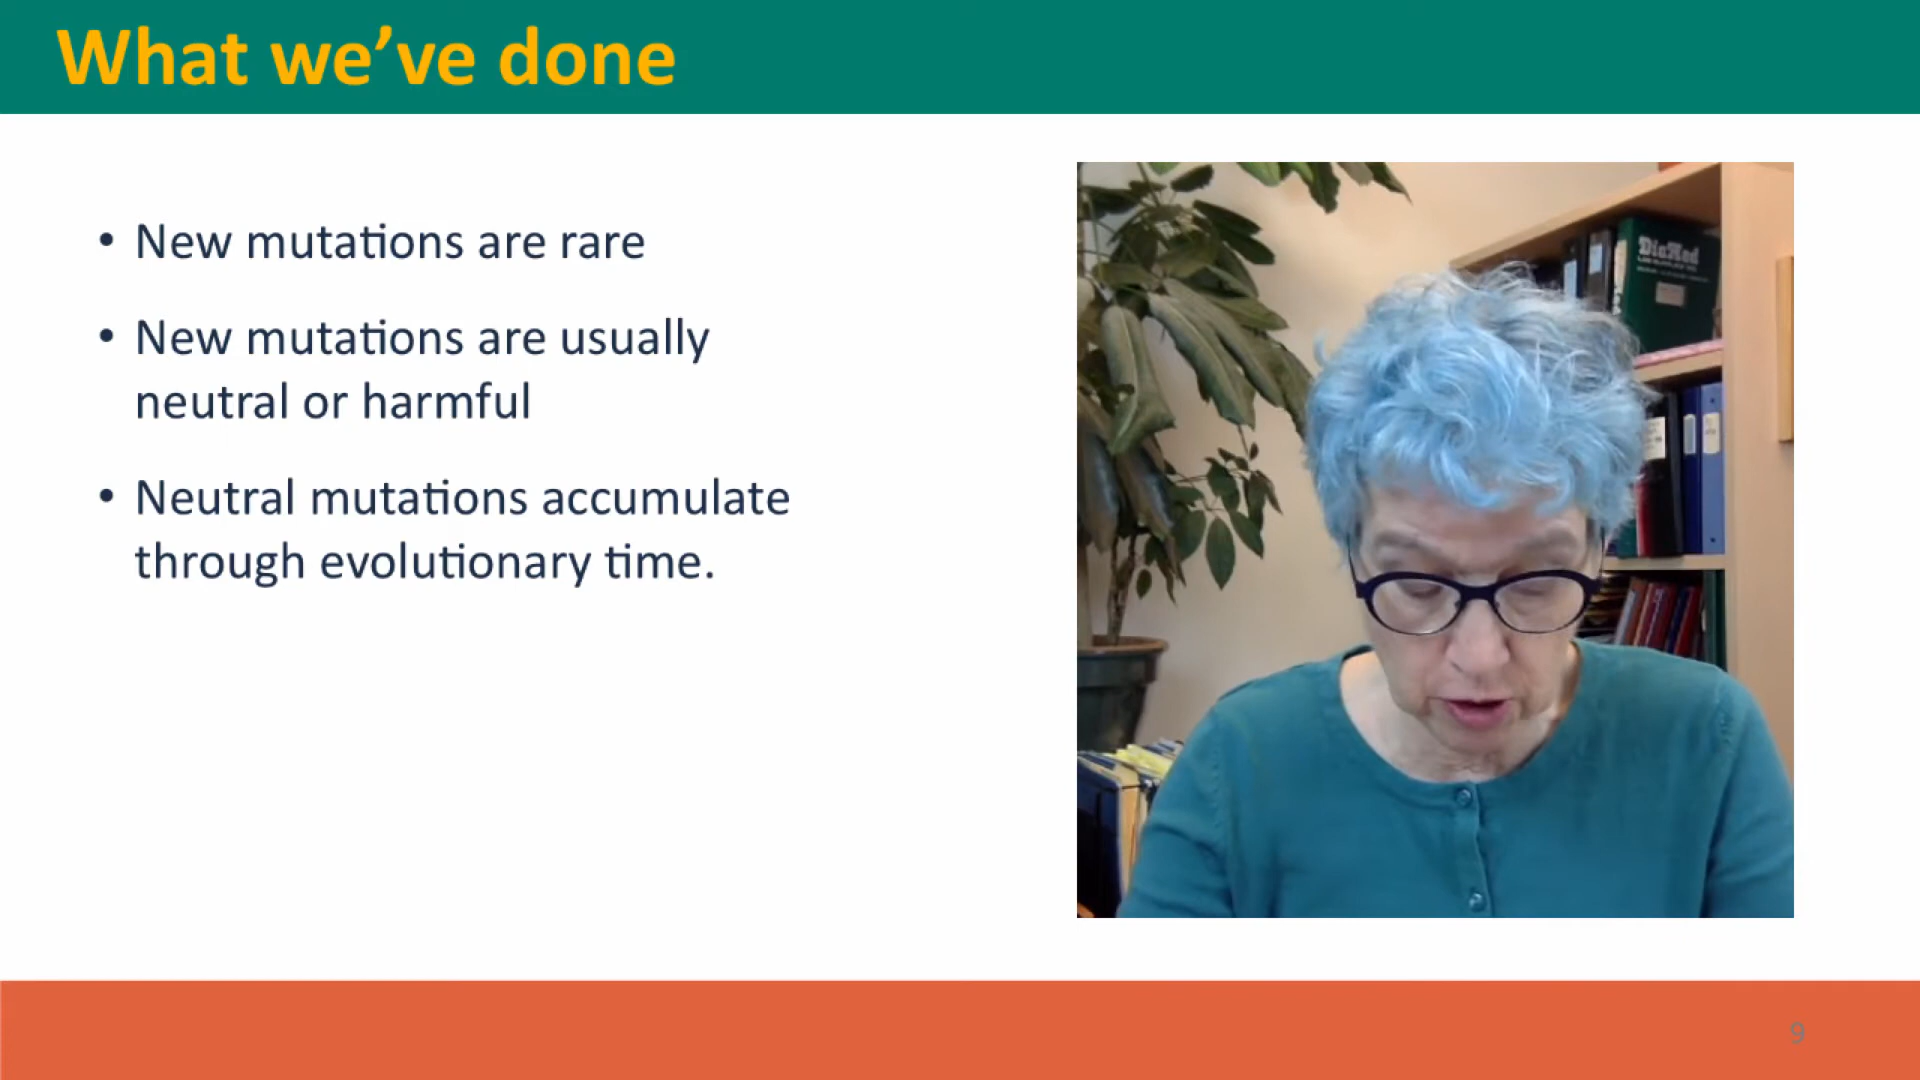 What we’ve done
• New mutations are rare
• New mutations are usually
neutral or harmful
• Neutral mutations accumulate
through evolutionary time.
DiaMed
9